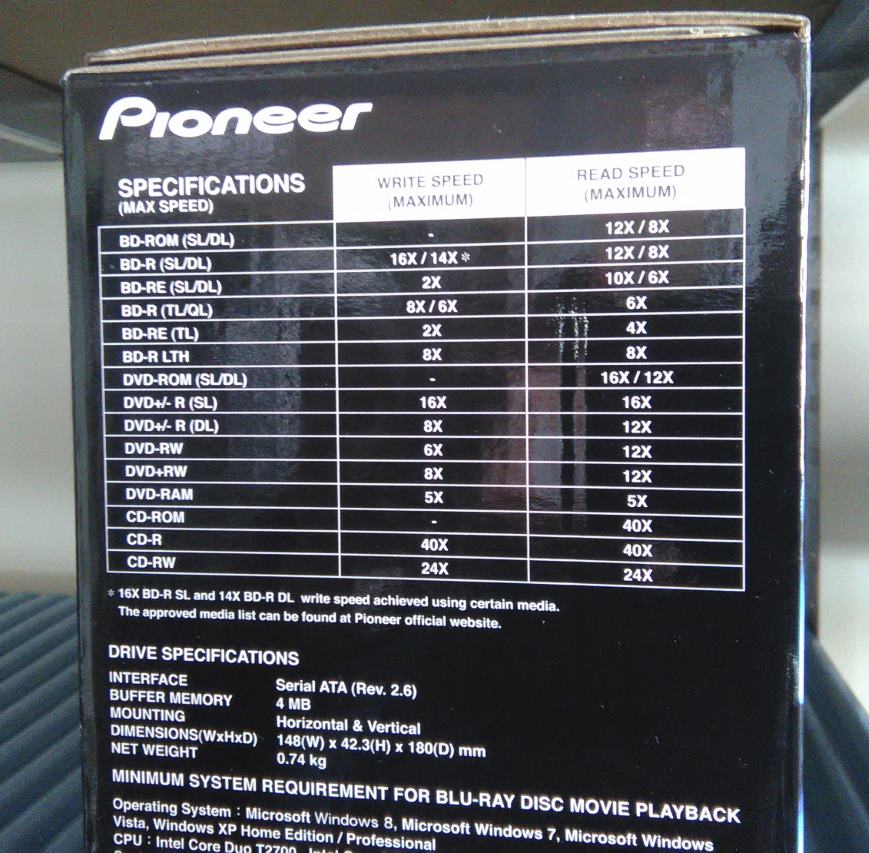 Pioneer
SPECIFICATIONS WRITE SPEED READ SPEED
(MAX SPEED) (MAXIMUM) (MAXIMUM)
BD-ROM (SL/DL) - 12X / 8X
BD-R (SL/DL) 16X / 14X * 12X / 8X
BD-RE (SL/DL) 2X 10X / 6X
BD-R (TL/QL) 8X / 6X 6X
BD-RE (TL) 2X 4X
BD-R LTH 8X 8X
DVD-ROM (SL/DL) - 16X / 12X
DVD+/- R (SL) 16X 16X
DVD+/- R (DL) 8X 12X
DVD-RW 6X 12X
DVD+RW 8X 12X
DVD-RAM 5X 5X
CD-ROM - 40X
CD-R 40X 40X
CD-RW 24X 24X
* 16X BD-R SL and 14X BD-R DL write speed achieved using certain media.
The approved media list can be found at Pioneer official website.
DRIVE SPECIFICATIONS
INTERFACE Serial ATA (Rev. 2.6)
BUFFER MEMORY 4 MB
MOUNTING Horizontal & Vertical
DIMENSIONS(WxHxD) 148(W) x 42.3(H) x 180(D) mm
NET WEIGHT 0.74 kg
MINIMUM SYSTEM REQUIREMENT FOR BLU-RAY DISC MOVIE PLAYBACK
Operating System : Microsoft Windows 8, Microsoft Windows 7, Microsoft Windows
Vista, Windows XP Home Edition / Professional
CPU : Intel Core Duo T2700, Intel